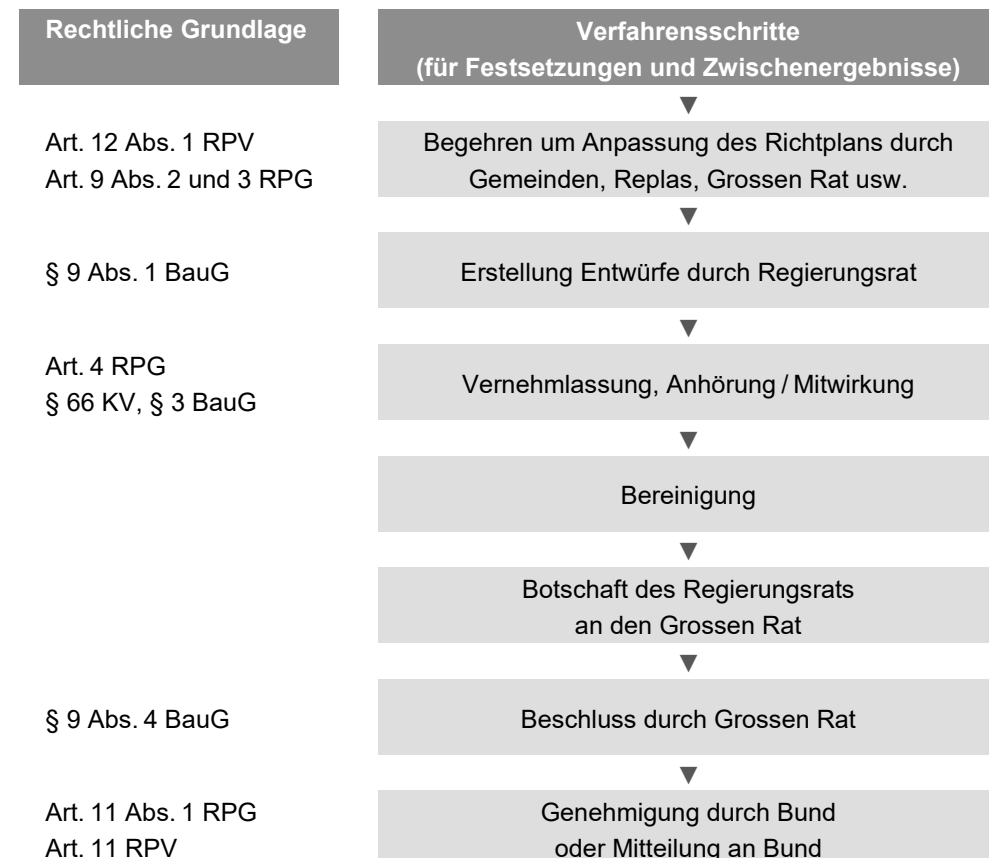 Rechtliche Grundlage
Verfahrensschritte
(für Festsetzungen und Zwischenergebnisse)
Art. 12 Abs. 1 RPV
Art. 9 Abs. 2 und 3 RPG
Begehren um Anpassung des Richtplans durch
Gemeinden, Replas, Grossen Rat usw.
§ 9 Abs. 1 BauG
Erstellung Entwürfe durch Regierungsrat
Art. 4 RPG
§ 66 KV, § 3 BauG
Vernehmlassung, Anhörung / Mitwirkung
Bereinigung
Botschaft des Regierungsrats
an den Grossen Rat
§ 9 Abs. 4 BauG
Beschluss durch Grossen Rat
Art. 11 Abs. 1 RPG
Art. 11 RPV
Genehmigung durch Bund
oder Mitteilung an Bund